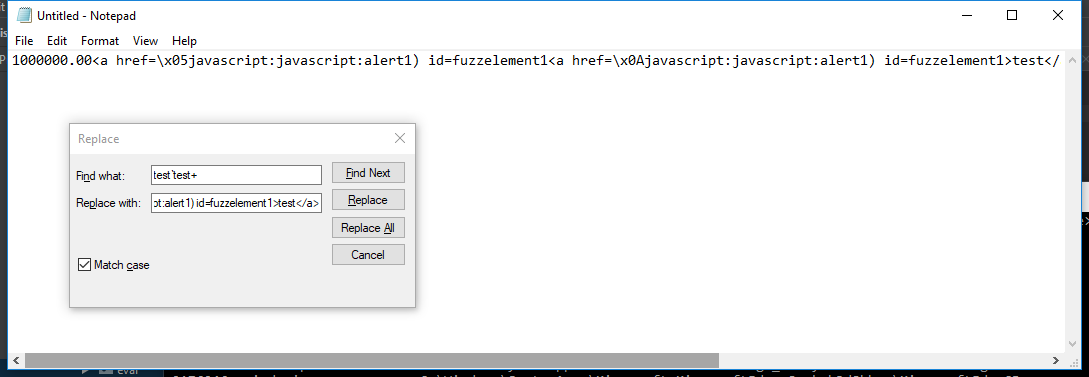 Untitled - Notepad
File Edit Format View Help
1000000.00<a href=\x05javascript:javascript:alert1) id=fuzzelement1<a href=\x0Ajavascript:javascript:alert1) id=fuzzelement1>test</
Replace
Find what: test'test+ Find Next
Replace with: pt:alert1) id=fuzzelement1>test</a> Replace
Replace All
Cancel
Match case
eval